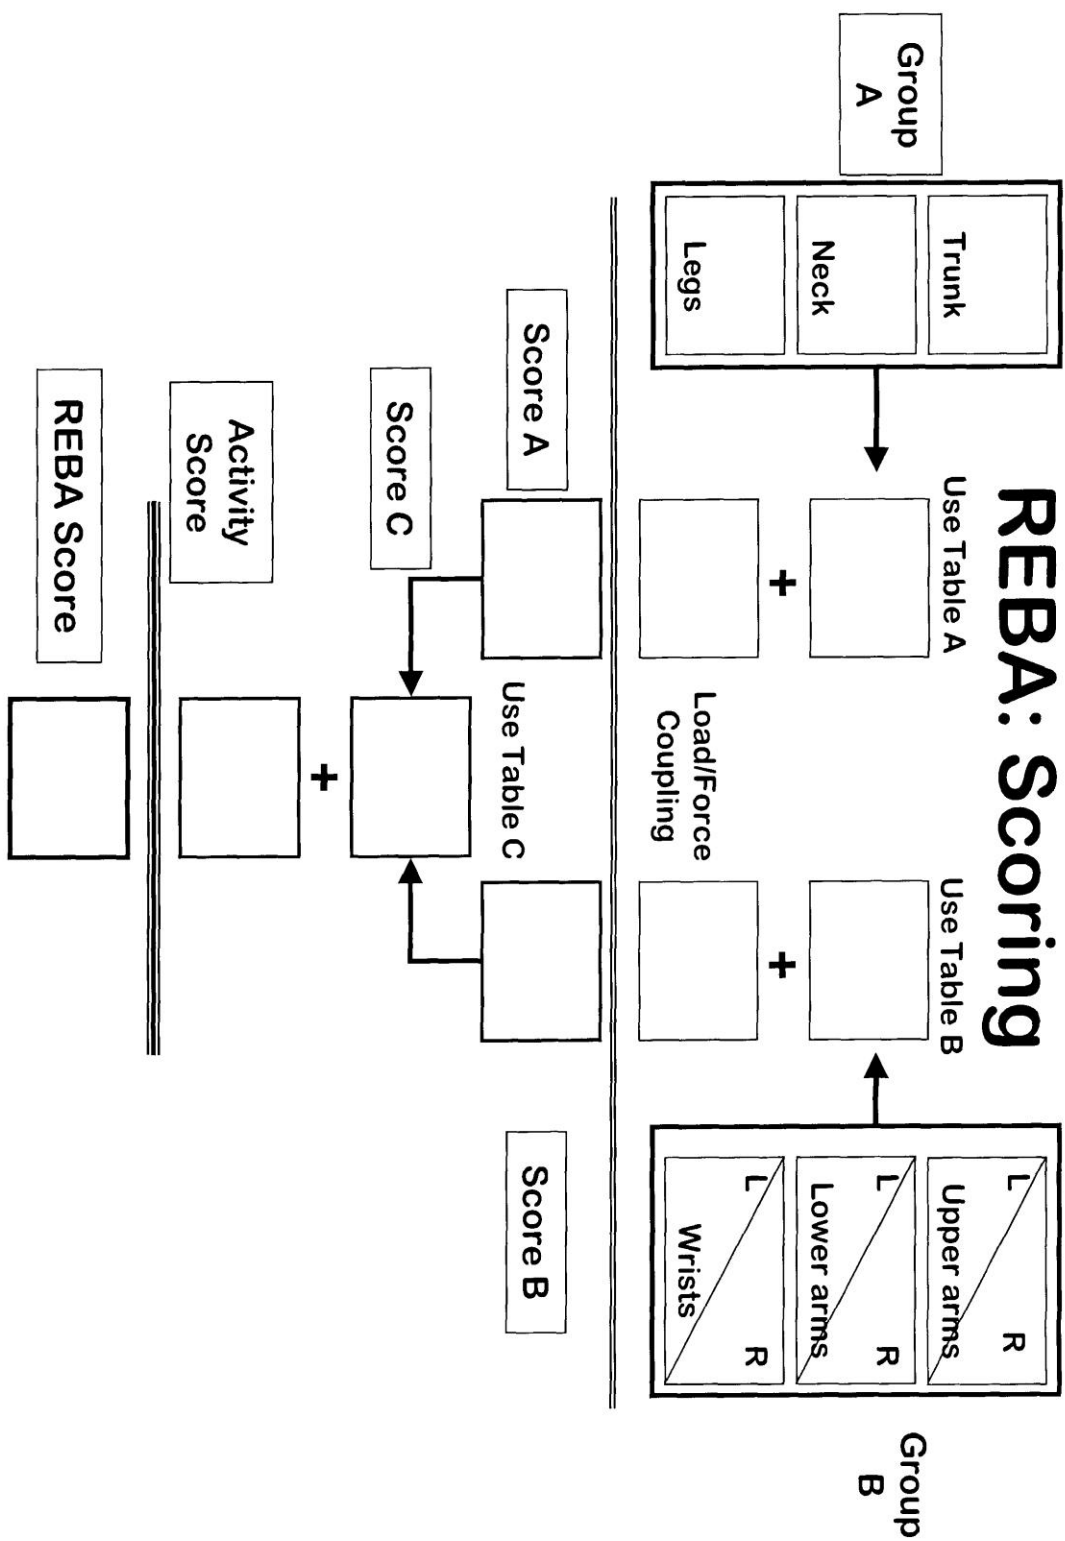 REBA: Scoring
Group
A
Trunk
Neck
Legs
Use Table A
+
Load/Force
Coupling
Use Table B
+
L
R
Upper arms
L
R
Lower arms
L
R
Wrists
Group
B
Score A
Use Table C
Score B
Score C
+
Activity
Score
REBA Score